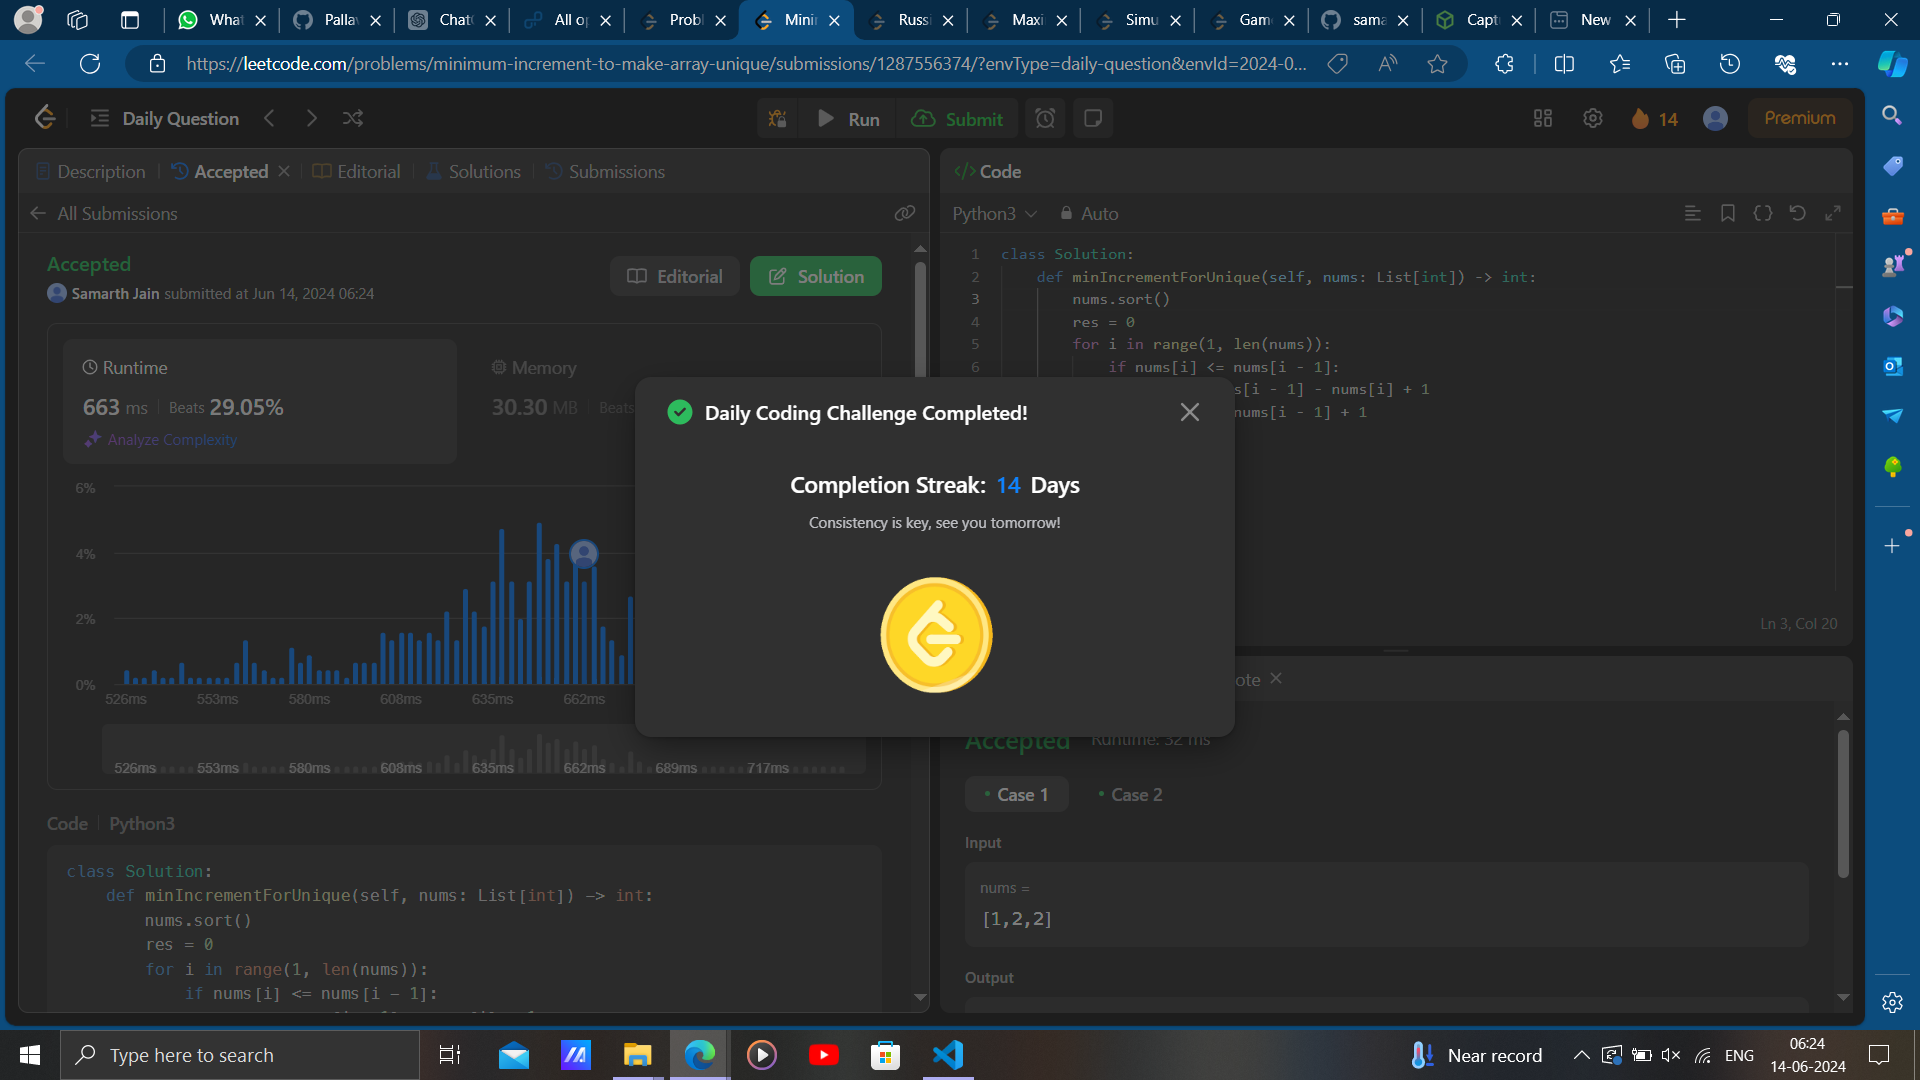 What
Palla
Chat
All op
Probl
Minin
Russi
Maxi
Simu
Gam
sama
Capt
New
https://leetcode.com/problems/minimum-increment-to-make-array-unique/submissions/1287556374/?envType=daily-question&envId=2024-0...
Daily Question
Run
Submit
14
Premium
Description
Accepted
Editorial
Solutions
Submissions
All Submissions
Accepted
Samarth Jain submitted at Jun 14, 2024 06:24
Editorial
Solution
Runtime
663 ms
Beats 29.05%
Analyze Complexity
Memory
30.30 MB
Beats
6%
4%
2%
0%
526ms 553ms 580ms 608ms 635ms 662ms
526ms 553ms 580ms 608ms 635ms 662ms 689ms 717ms
Code
Python3
class Solution:
def minIncrementForUnique(self, nums: List[int]) -> int:
nums.sort()
res = 0
for i in range(1, len(nums)):
if nums[i] <= nums[i - 1]:
Daily Coding Challenge Completed!
Completion Streak: 14 Days
Consistency is key, see you tomorrow!
Code
Python3
Auto
1 class Solution:
2 def minIncrementForUnique(self, nums: List[int]) -> int:
3 nums.sort()
4 res = 0
5 for i in range(1, len(nums)):
6 if nums[i] <= nums[i - 1]:
s[i - 1] - nums[i] + 1
nums[i - 1] + 1
Ln 3, Col 20
ote
Accepted
Runtime: 32 ms
Case 1
Case 2
Input
nums =
[1,2,2]
Output
Type here to search
Near record
ENG
06:24
14-06-2024